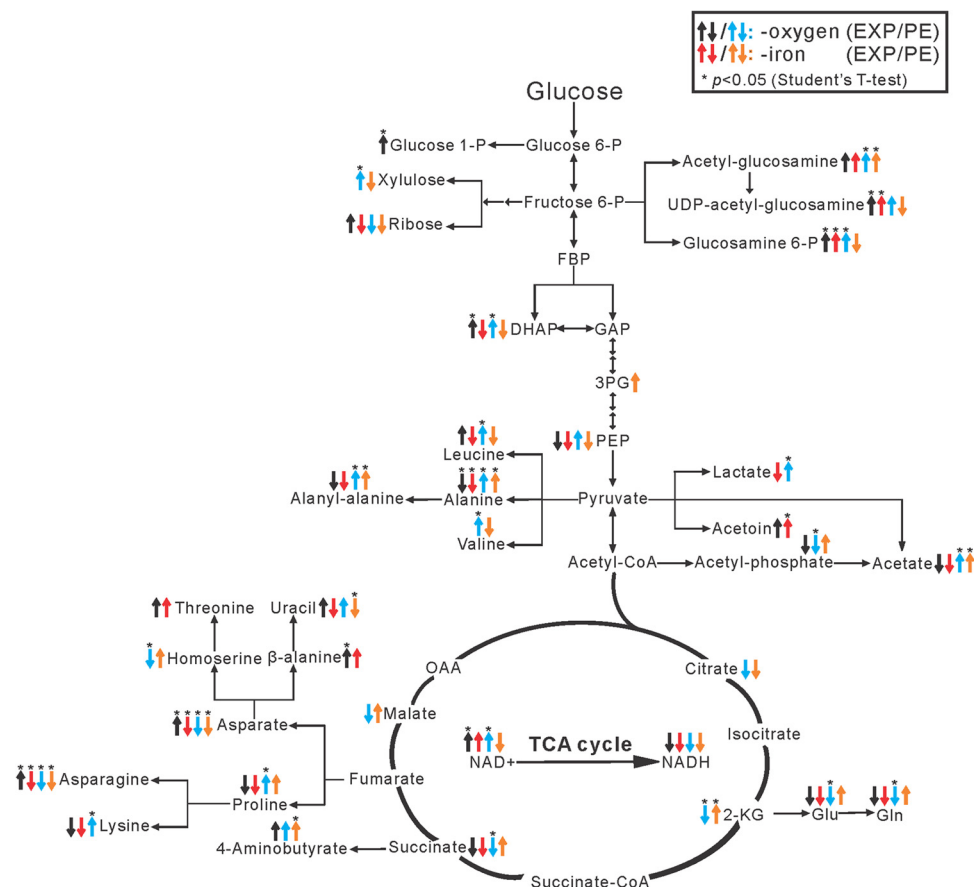 -oxygen (EXP/PE)
-iron (EXP/PE)
* p<0.05 (Student's T-test)
Glucose
Glucose 1-P
Glucose 6-P
Acetyl-glucosamine
Xylulose
Fructose 6-P
UDP-acetyl-glucosamine
Ribose
Glucosamine 6-P
FBP
DHAP
GAP
3PG
PEP
Leucine
Lactate
Alanyl-alanine
Alanine
Pyruvate
Acetoin
Valine
Acetyl-CoA
Acetyl-phosphate
Acetate
Threonine
Uracil
Homoserine
β-alanine
OAA
Citrate
Malate
Asparate
Isocitrate
TCA cycle
NAD+
NADH
Asparagine
Fumarate
Proline
Lysine
2-KG
Glu
Gln
4-Aminobutyrate
Succinate
Succinate-CoA